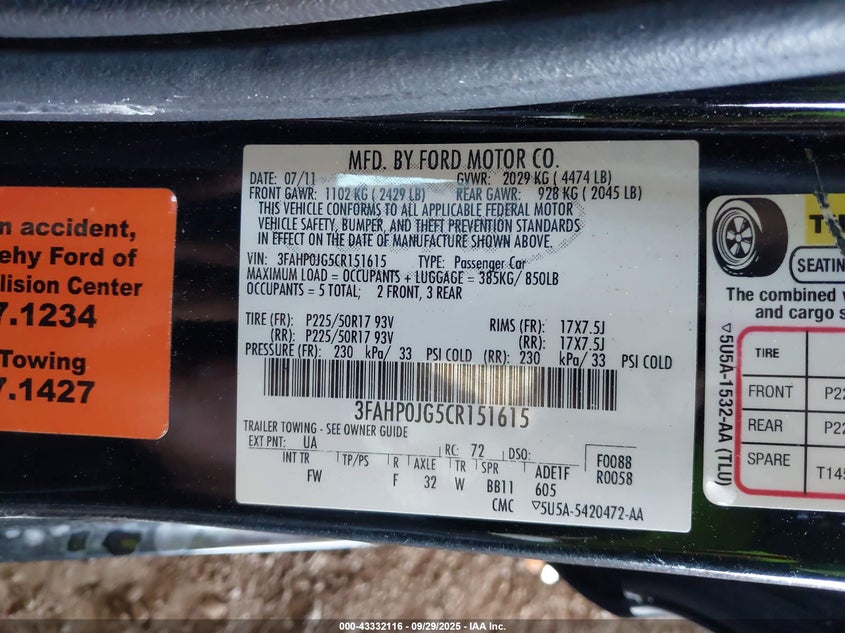 MFD. BY FORD MOTOR CO.
DATE: 07/11 GVWR: 2029 KG ( 4474 LB)
FRONT GAWR: 1102 KG ( 2429 LB) REAR GAWR: 928 KG ( 2045 LB)
THIS VEHICLE CONFORMS TO ALL APPLICABLE FEDERAL MOTOR
VEHICLE SAFETY, BUMPER, AND THEFT PREVENTION STANDARDS
IN EFFECT ON THE DATE OF MANUFACTURE SHOWN ABOVE.
VIN: 3FAHP0JG5CR151615 TYPE: Passenger Car
MAXIMUM LOAD = OCCUPANTS + LUGGAGE = 385KG/ 850LB
OCCUPANTS = 5 TOTAL; 2 FRONT, 3 REAR
TIRE (FR): P225/50R17 93V RIMS (FR): 17X7.5J
(RR): P225/50R17 93V (RR): 17X7.5J
PRESSURE (FR): 230 kPa/ 33 PSI COLD (RR): 230 kPa/ 33 PSI COLD
3FAHP0JG5CR151615
TRAILER TOWING - SEE OWNER GUIDE
EXT PNT: UA RC: 72 DSO:
INT TR TP/PS R AXLE TR SPR ADE1F
FW F 32 W BB11 605
F0088
R0058
CMC ▽5U5A-5420472-AA
n accident,
ehy Ford of
lision Center
7.1234
Towing
7.1427
SEATIN
The combined
and cargo s
TIRE
FRONT P22
REAR P22
SPARE T145
▽5U5A-1532-AA (TLU)
000-43332116 - 09/29/2025 - IAA Inc.